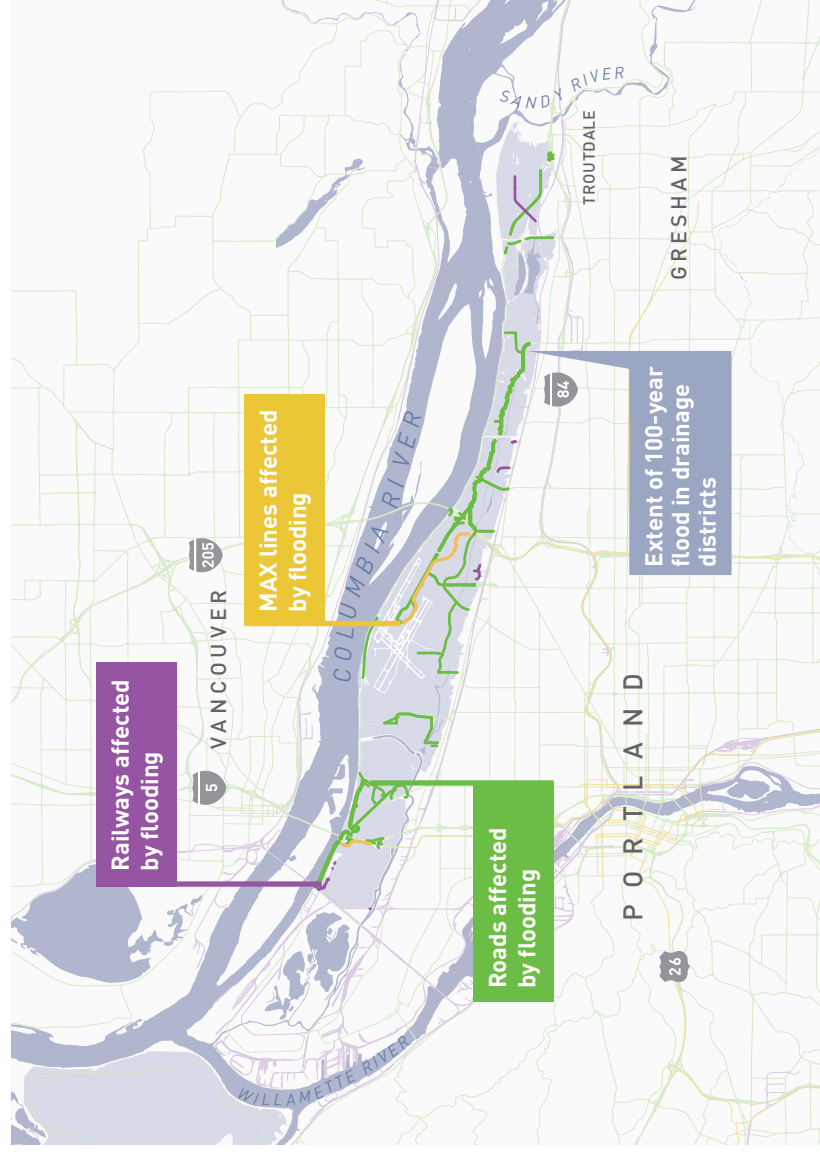 Railways affected
by flooding
5
VANCOUVER
205
MAX lines affected
by flooding
COLUMBIA RIVER
SANDY RIVER
TROUTDALE
GRESHAM
84
Extent of 100-year
flood in drainage
districts
Roads affected
by flooding
PORTLAND
26
WILLAMETTE RIVER